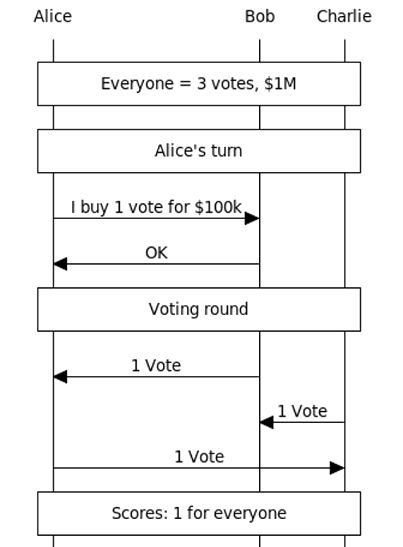 Alice Bob Charlie
Everyone = 3 votes, $1M
Alice's turn
I buy 1 vote for $100k
OK
Voting round
1 Vote
1 Vote
1 Vote
Scores: 1 for everyone